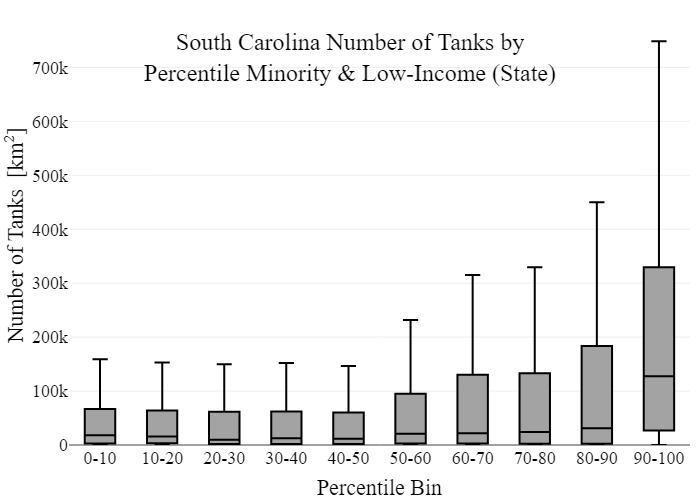 South Carolina Number of Tanks by
Percentile Minority & Low-Income (State)
Number of Tanks [km²]
700k
600k
500k
400k
300k
200k
100k
0
0-10 10-20 20-30 30-40 40-50 50-60 60-70 70-80 80-90 90-100
Percentile Bin